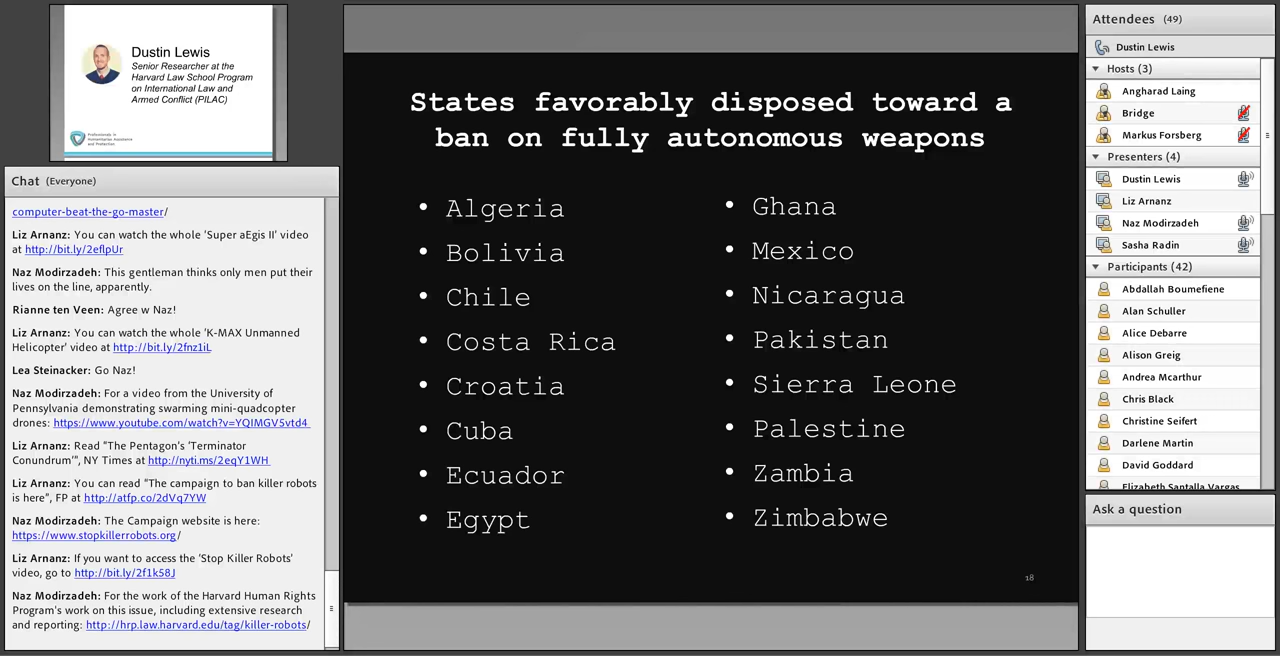 Dustin Lewis
Senior Researcher at the
Harvard Law School Program
on International Law and
Armed Conflict (PILAC)
Professionals in
Humanitarian Assistance
and Protection
Chat (Everyone)
computer-beat-the-go-master/
Liz Arnanz: You can watch the whole 'Super aEgis II' video
at http://bit.ly/2eflpUr
Naz Modirzadeh: This gentleman thinks only men put their
lives on the line, apparently.
Rianne ten Veen: Agree w Naz!
Liz Arnanz: You can watch the whole 'K-MAX Unmanned
Helicopter' video at http://bit.ly/2fnz1iL
Lea Steinacker: Go Naz!
Naz Modirzadeh: For a video from the University of
Pennsylvania demonstrating swarming mini-quadcopter
drones: https://www.youtube.com/watch?v=YQIMGV5vtd4
Liz Arnanz: Read "The Pentagon's 'Terminator
Conundrum'", NY Times at http://nyti.ms/2eqY1WH
Liz Arnanz: You can read "The campaign to ban killer robots
is here", FP at http://atfp.co/2dVq7YW
Naz Modirzadeh: The Campaign website is here:
https://www.stopkillerrobots.org/
Liz Arnanz: If you want to access the 'Stop Killer Robots'
video, go to http://bit.ly/2f1k58J
Naz Modirzadeh: For the work of the Harvard Human Rights
Program's work on this issue, including extensive research
and reporting: http://hrp.law.harvard.edu/tag/killer-robots/
States favorably disposed toward a
ban on fully autonomous weapons
• Algeria
• Bolivia
• Chile
• Costa Rica
• Croatia
• Cuba
• Ecuador
• Egypt
• Ghana
• Mexico
• Nicaragua
• Pakistan
• Sierra Leone
• Palestine
• Zambia
• Zimbabwe
18
Attendees (49)
Dustin Lewis
Hosts (3)
Angharad Laing
Bridge
Markus Forsberg
Presenters (4)
Dustin Lewis
Liz Arnanz
Naz Modirzadeh
Sasha Radin
Participants (42)
Abdallah Boumefiene
Alan Schuller
Alice Debarre
Alison Greig
Andrea Mcarthur
Chris Black
Christine Seifert
Darlene Martin
David Goddard
Elizabeth Santalla Vargas
Ask a question